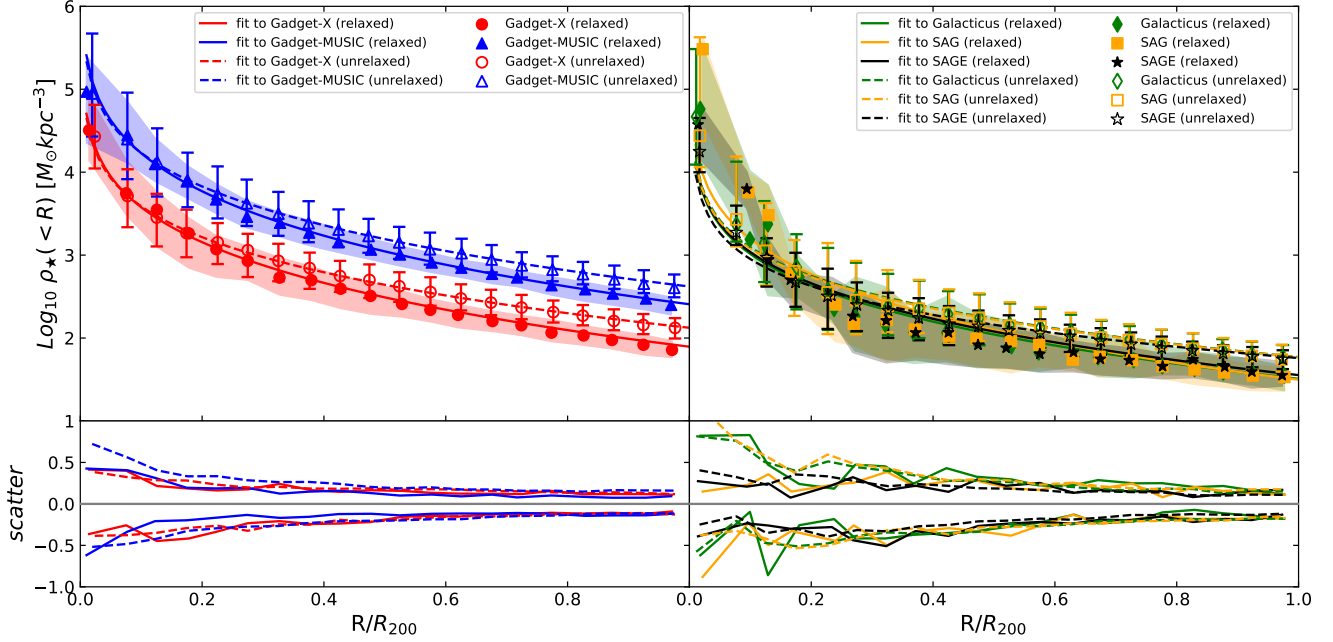 fit to Gadget-X (relaxed)
fit to Gadget-MUSIC (relaxed)
fit to Gadget-X (unrelaxed)
fit to Gadget-MUSIC (unrelaxed)
Gadget-X (relaxed)
Gadget-MUSIC (relaxed)
Gadget-X (unrelaxed)
Gadget-MUSIC (unrelaxed)
fit to Galacticus (relaxed)
fit to SAG (relaxed)
fit to SAGE (relaxed)
fit to Galacticus (unrelaxed)
fit to SAG (unrelaxed)
fit to SAGE (unrelaxed)
Galacticus (relaxed)
SAG (relaxed)
SAGE (relaxed)
Galacticus (unrelaxed)
SAG (unrelaxed)
SAGE (unrelaxed)
Log₁₀ ρ★(< R) [M⊙kpc⁻³]
6
5
4
3
2
1
scatter
0.5
0.0
−0.5
−1.0
0.0 0.2 0.4 0.6 0.8 0.0 0.2 0.4 0.6 0.8 1.0
R/R₂₀₀ R/R₂₀₀